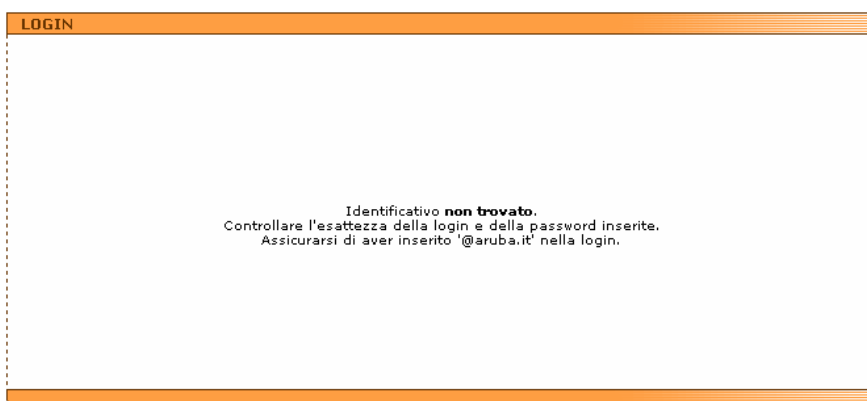 LOGIN
Identificativo non trovato.
Controllare l'esattezza della login e della password inserite.
Assicurarsi di aver inserito '@aruba.it' nella login.